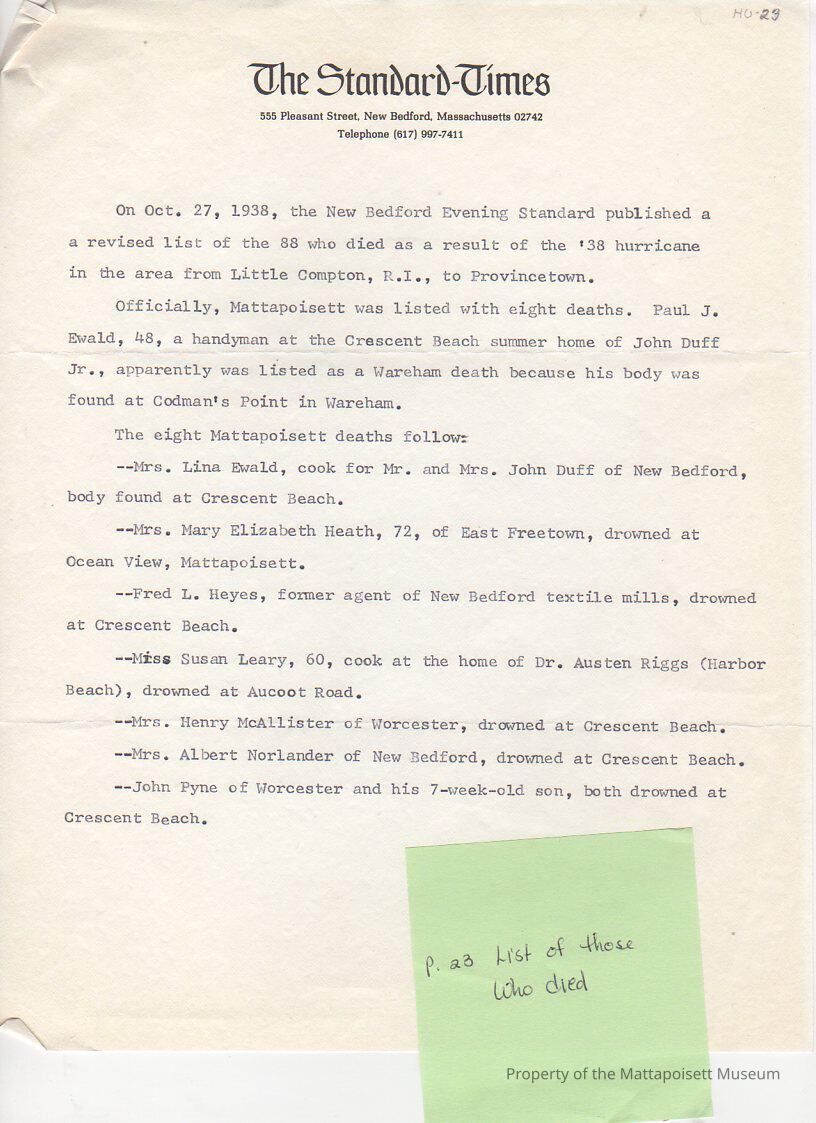 HU-23
The Standard-Times
555 Pleasant Street, New Bedford, Massachusetts 02742
Telephone (617) 997-7411
On Oct. 27, 1938, the New Bedford Evening Standard published a
a revised list of the 88 who died as a result of the '38 hurricane
in the area from Little Compton, R.I., to Provincetown.
Officially, Mattapoisett was listed with eight deaths. Paul J.
Ewald, 48, a handyman at the Crescent Beach summer home of John Duff
Jr., apparently was listed as a Wareham death because his body was
found at Codman's Point in Wareham.
The eight Mattapoisett deaths follow:
--Mrs. Lina Ewald, cook for Mr. and Mrs. John Duff of New Bedford,
body found at Crescent Beach.
--Mrs. Mary Elizabeth Heath, 72, of East Freetown, drowned at
Ocean View, Mattapoisett.
--Fred L. Heyes, former agent of New Bedford textile mills, drowned
at Crescent Beach.
--Miss Susan Leary, 60, cook at the home of Dr. Austen Riggs (Harbor
Beach), drowned at Aucoot Road.
--Mrs. Henry McAllister of Worcester, drowned at Crescent Beach.
--Mrs. Albert Norlander of New Bedford, drowned at Crescent Beach.
--John Pyne of Worcester and his 7-week-old son, both drowned at
Crescent Beach.
P. 23 List of those
who died
Property of the Mattapoisett Museum